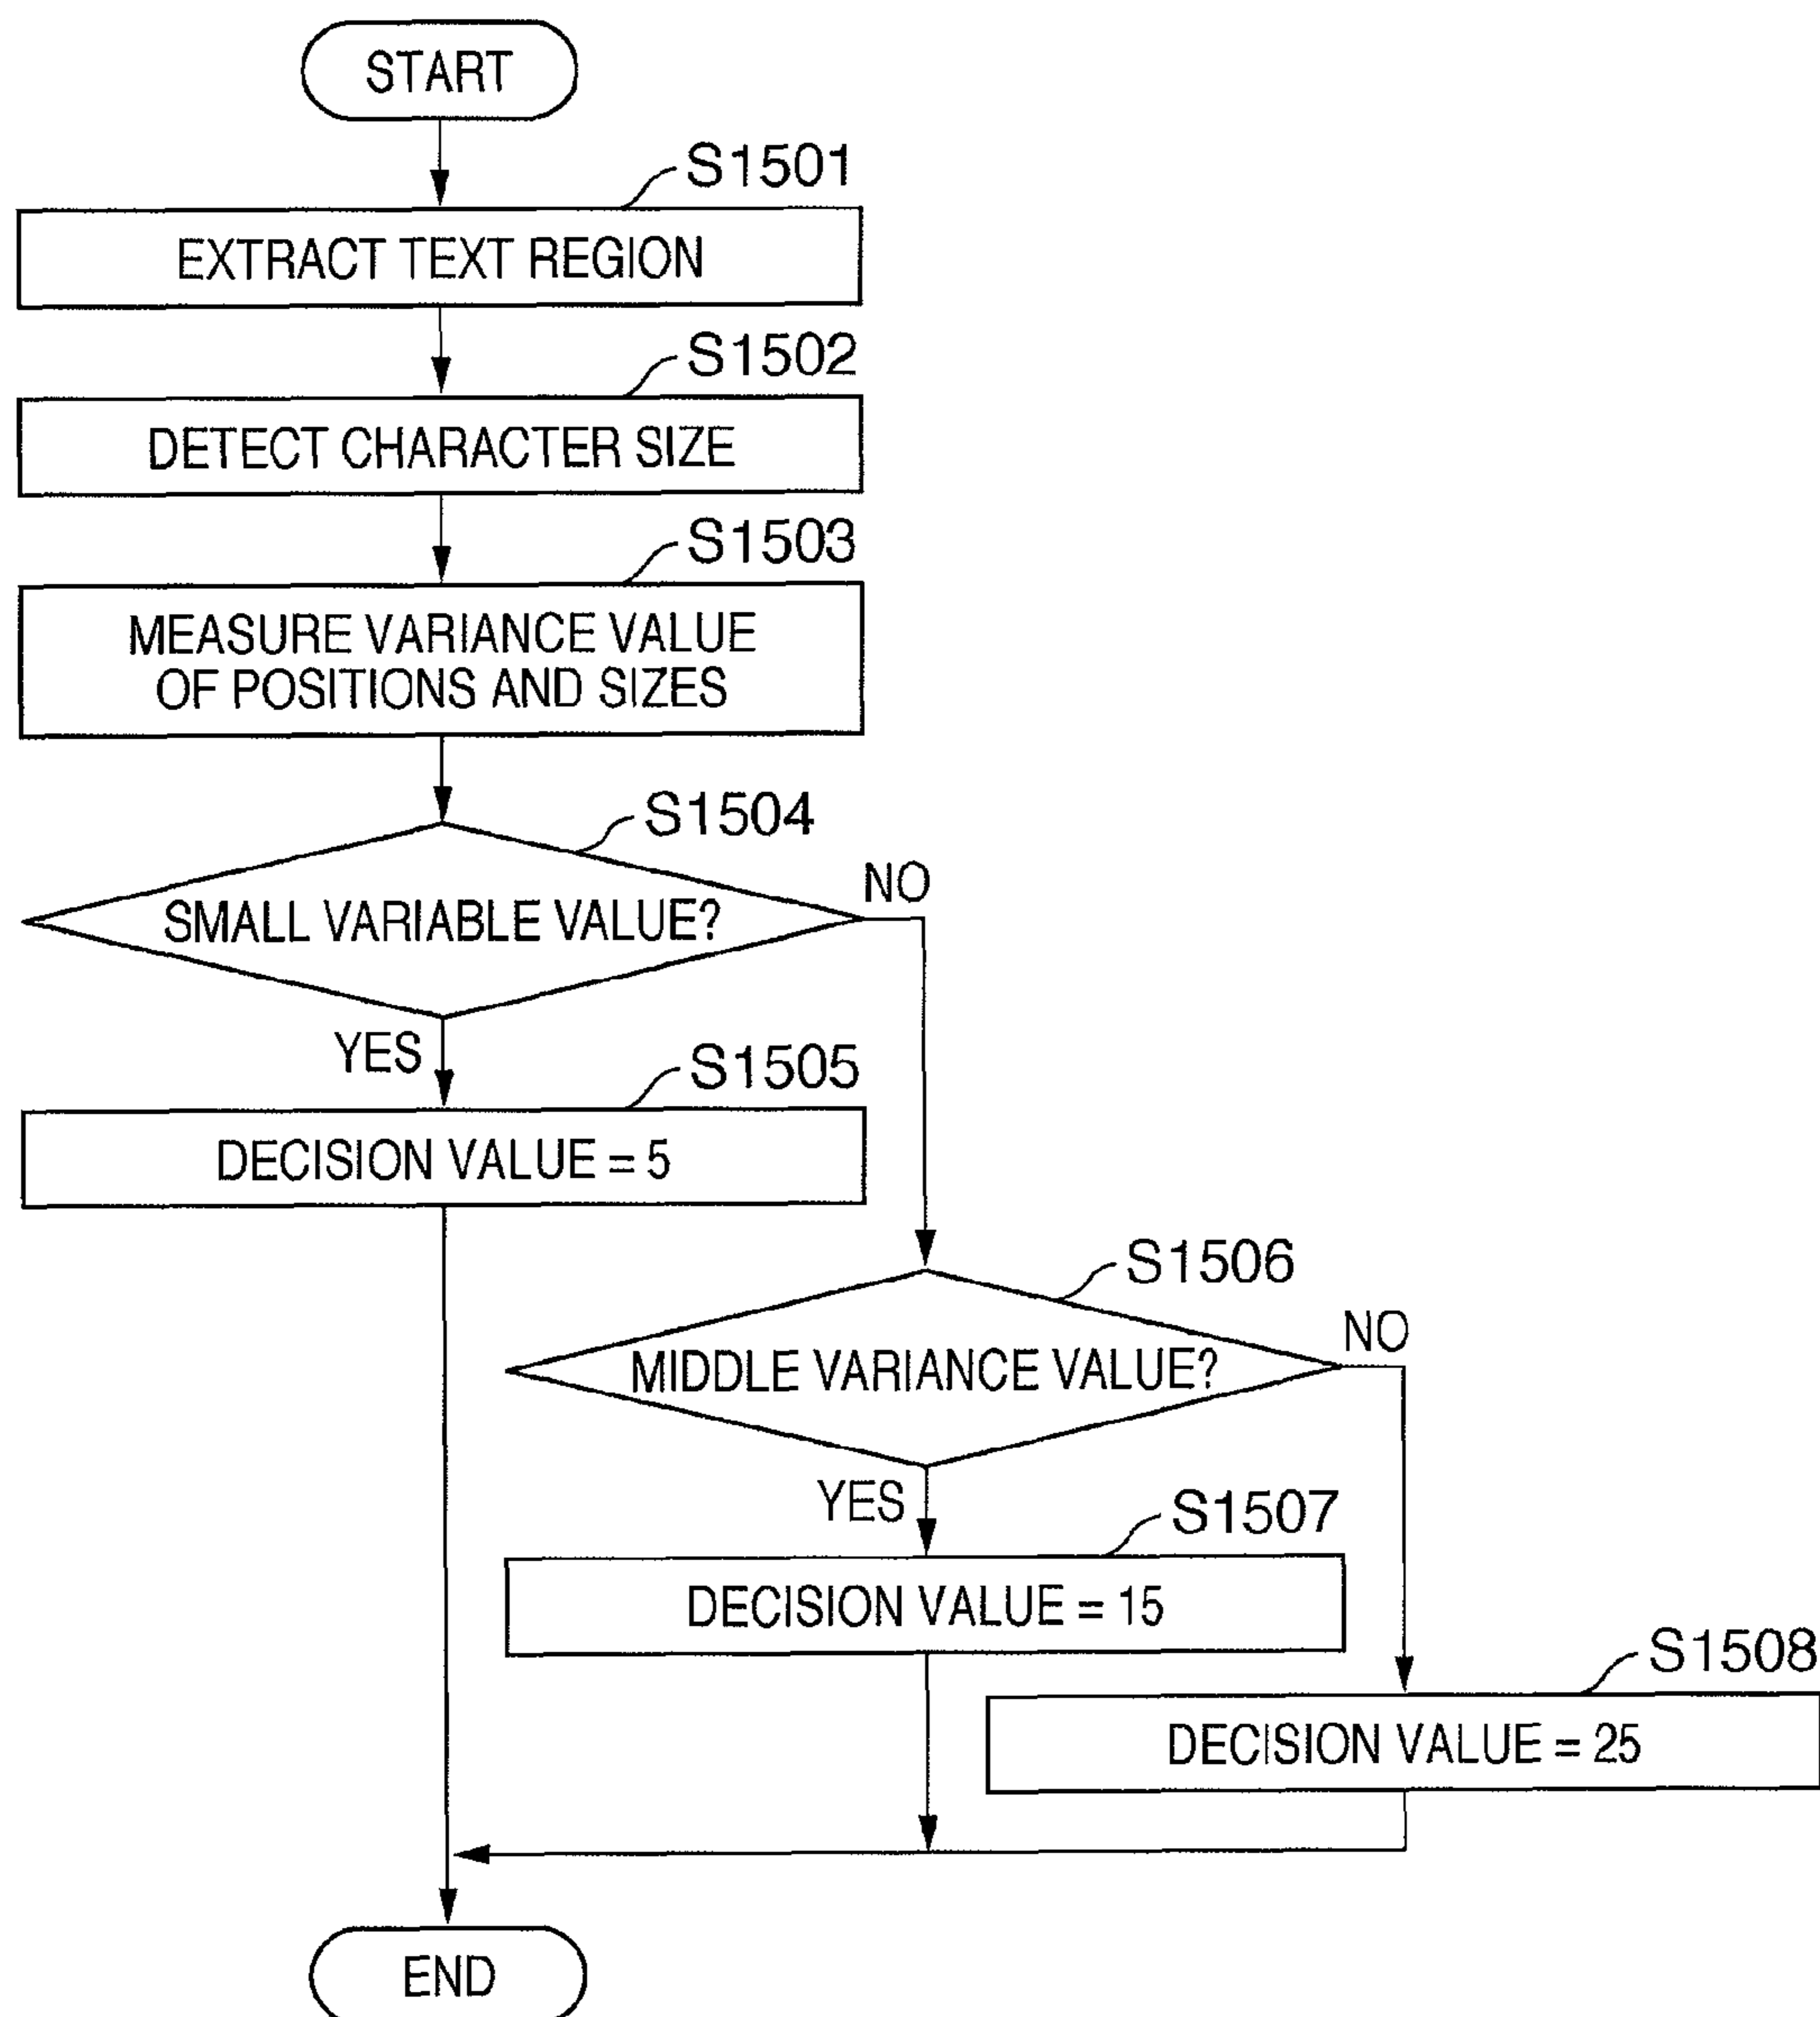 START
S1501
EXTRACT TEXT REGION
S1502
DETECT CHARACTER SIZE
S1503
MEASURE VARIANCE VALUE
OF POSITIONS AND SIZES
S1504
NO
SMALL VARIABLE VALUE?
YES
S1505
DECISION VALUE = 5
S1506
NO
MIDDLE VARIANCE VALUE?
YES
S1507
DECISION VALUE = 15
S1508
DECISION VALUE = 25
END